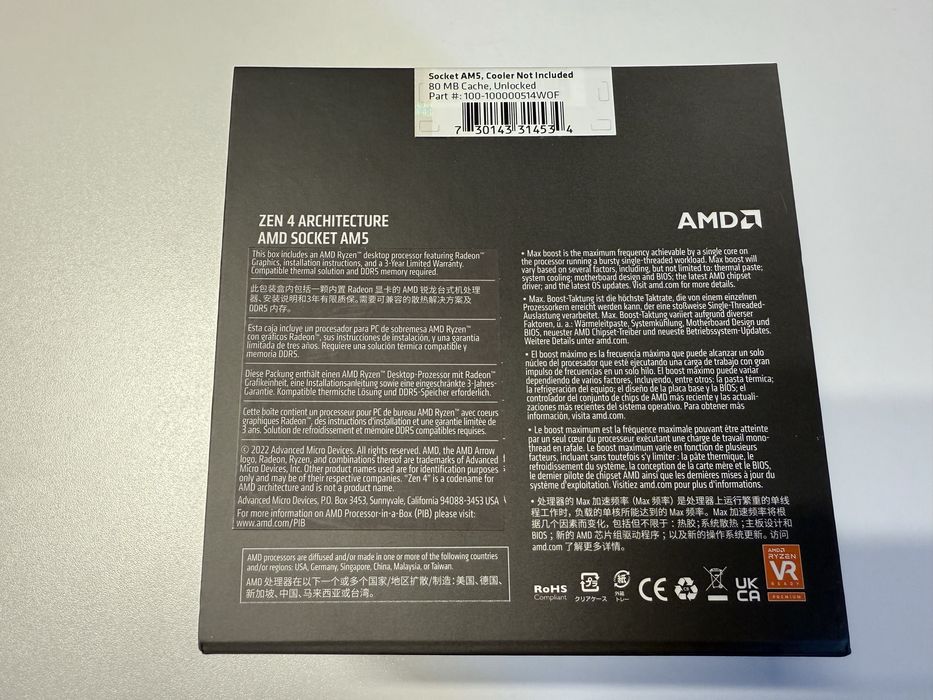 Socket AM5, Cooler Not Included
80 MB Cache, Unlocked
Part #: 100-100000514WOF
7 30143 31453 4
ZEN 4 ARCHITECTURE
AMD SOCKET AM5
This box includes an AMD Ryzen™ desktop processor featuring Radeon™
Graphics, installation instructions, and a 3-Year Limited Warranty.
Compatible thermal solution and DDR5 memory required.
此包装盒内包括一颗内置 Radeon 显卡的 AMD 锐龙台式机处理
器、安装说明和3年有限质保。需要可兼容的散热解决方案及
DDR5 内存。
Esta caja incluye un procesador para PC de sobremesa AMD Ryzen™
con gráficos Radeon™, sus instrucciones de instalación, y una garantía
limitada de tres años. Requiere una solución térmica compatible y
memoria DDR5.
Diese Packung enthält einen AMD Ryzen™ Desktop-Prozessor mit Radeon™
Grafikeinheit, eine Installationsanleitung sowie eine eingeschränkte 3-Jahres-
Garantie. Kompatible thermische Lösung und DDR5-Speicher erforderlich.
Cette boîte contient un processeur pour PC de bureau AMD Ryzen™ avec coeurs
graphiques Radeon™, des instructions d'installation et une garantie limitée de
3 ans. Solution de refroidissement et mémoire DDR5 compatibles requises.
© 2022 Advanced Micro Devices. All rights reserved. AMD, the AMD Arrow
logo, Radeon, Ryzen, and combinations thereof are trademarks of Advanced
Micro Devices, Inc. Other product names used are for identification purposes
only and may be of their respective companies. "Zen 4" is a codename for
AMD architecture and is not a product name.
Advanced Micro Devices, P.O. Box 3453, Sunnyvale, California 94088-3453 USA
For more information on AMD Processor-in-a-Box (PIB) please visit:
www.amd.com/PIB
AMD processors are diffused and/or made in one or more of the following countries
and/or regions: USA, Germany, Singapore, China, Malaysia, or Taiwan.
AMD 处理器在以下一个或多个国家/地区扩散/制造：美国、德国、
新加坡、中国、马来西亚或台湾。
AMD
• Max boost is the maximum frequency achievable by a single core on
the processor running a bursty single-threaded workload. Max boost will
vary based on several factors, including, but not limited to: thermal paste;
system cooling; motherboard design and BIOS; the latest AMD chipset
driver; and the latest OS updates. Visit amd.com for more details.
• Max. Boost-Taktung ist die höchste Taktrate, die von einem einzelnen
Prozessorkern erreicht werden kann, der eine stoßweise Single-Threaded-
Auslastung verarbeitet. Max. Boost-Taktung variiert aufgrund diverser
Faktoren, u. a.: Wärmeleitpaste, Systemkühlung, Motherboard Design und
BIOS, neuester AMD Chipset-Treiber und neueste Betriebssystem-Updates.
Weitere Details unter amd.com.
• El boost máximo es la frecuencia máxima que puede alcanzar un solo
núcleo del procesador que esté ejecutando una carga de trabajo con gran
impulso de frecuencias en un solo hilo. El boost máximo puede variar
dependiendo de varios factores, incluyendo, entre otros: la pasta térmica;
la refrigeración del equipo; el diseño de la placa base y la BIOS; el
controlador del conjunto de chips de AMD más reciente y las actuali-
zaciones más recientes del sistema operativo. Para obtener más
información, visita amd.com.
• Le boost maximum est la fréquence maximale pouvant être atteinte
par un seul cœur du processeur exécutant une charge de travail mono-
thread en rafale. Le boost maximum varie en fonction de plusieurs
facteurs, incluant sans toutefois s'y limiter : la pâte thermique, le
refroidissement du système, la conception de la carte mère et le BIOS,
le dernier pilote de chipset AMD ainsi que les dernières mises à jour du
système d'exploitation. Visitez amd.com pour plus d'informations.
• 处理器的 Max 加速频率 (Max 频率) 是处理器上运行繁重的单线
程工作时，负载的单核所能达到的 Max 频率。Max 加速频率将根
据几个因素而变化，包括但不限于：热胶；系统散热；主板设计和
BIOS；新的 AMD 芯片组驱动程序；以及新的操作系统更新。访问
amd.com 了解更多详情。
RoHS
Compliant
プラ
クリアケース
紙
外箱
トレー
CE
UK
CA
AMD
RYZEN
VR
READY
PREMIUM